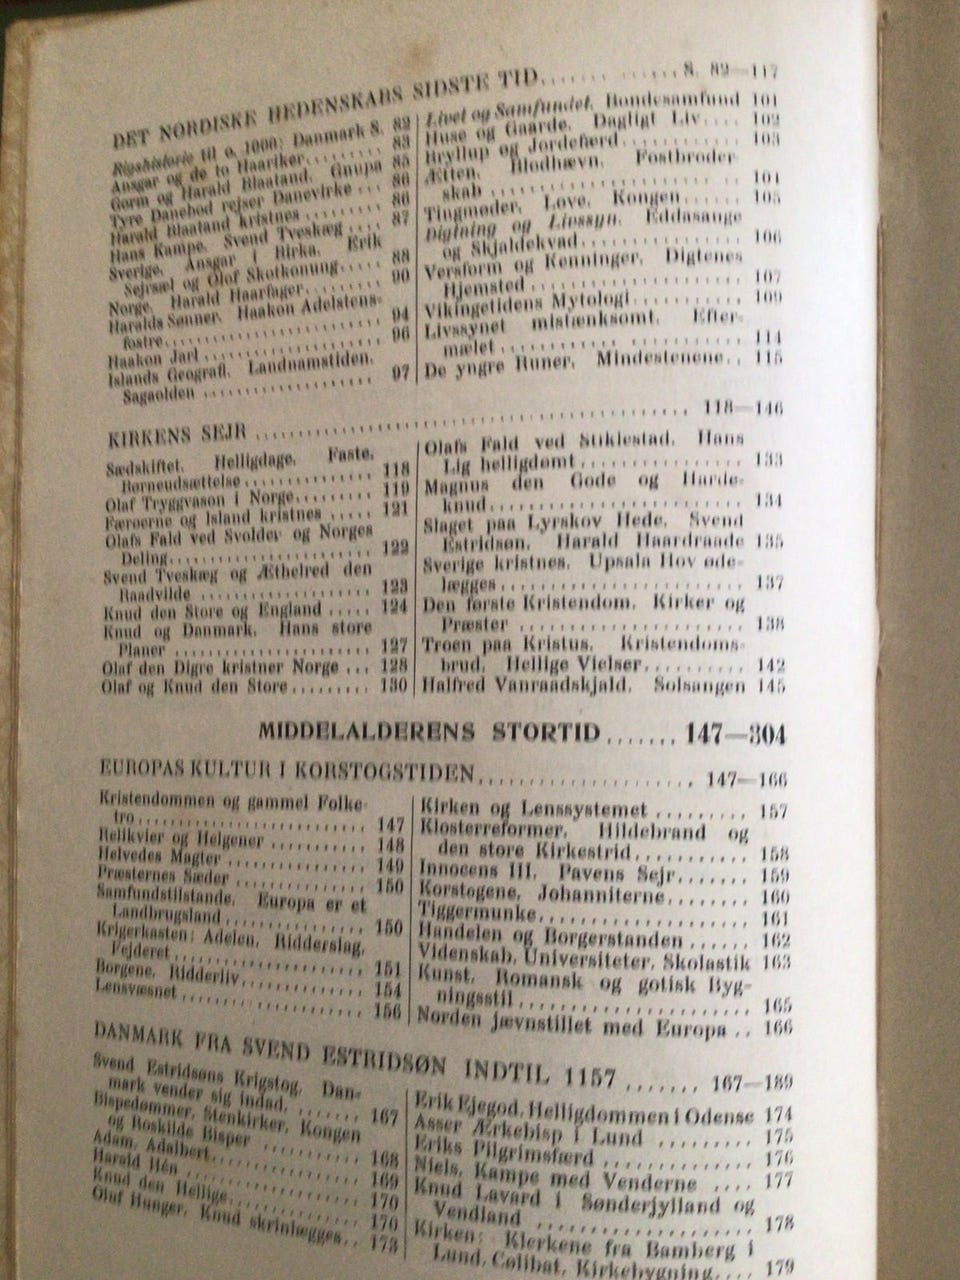 DET NORDISKE HEDENSKABS SIDSTE TID........... S. 82—117
Rigshistorie til o. 1000: Danmark S. 82
Ansgar og de to Haariker......... 83
Gorm og Harald Blaatand. Gnupa 85
Tyre Danebod rejser Danevirke ... 86
Harald Blaatand kristnes ........ 86
Hans Kampe. Svend Tveskæg .... 87
Sverige. Ansgar i Birka. Erik
Sejrsæl og Olof Skotkonung..... 88
Norge. Harald Haarfager......... 90
Haralds Sønner. Haakon Adelstens-
fostre.................. 94
Haakon Jarl .................. 96
Islands Geografi. Landnamstiden.
Sagaolden .................. 97
Livet og Samfundet. Bondesamfund 101
Huse og Gaarde. Dagligt Liv.... 102
Bryllup og Jordefærd............ 103
Ætten. Blodhævn. Fostbroder-
skab .......................
Tingmøder. Love. Kongen ....... 104
Digtning og Livssyn. Eddasange 105
og Skjaldekvad............... 106
Versform og Kenninger. Digtenes
Hjemsted.................... 107
Vikingetidens Mytologi.......... 109
Livssynet mistænksomt. Efter-
mælet ..................... 114
De yngre Runer. Mindestenene.. 115
KIRKENS SEJR ........................................ 118—146
Sædskiftet. Helligdage. Faste.
Børneudsættelse............... 118
Olaf Tryggvason i Norge......... 119
Færøerne og Island kristnes ..... 121
Olafs Fald ved Svolder og Norges
Deling...................... 122
Svend Tveskæg og Æthelred den
Raadvilde ................... 123
Knud den Store og England ..... 124
Knud og Danmark. Hans store
Planer ..................... 127
Olaf den Digre kristner Norge ... 128
Olaf og Knud den Store......... 130
Olafs Fald ved Stiklestad. Hans
Lig helligdømt............... 133
Magnus den Gode og Harde-
knud....................... 134
Slaget paa Lyrskov Hede. Svend
Estridsøn. Harald Haardraade 135
Sverige kristnes. Upsala Hov øde-
lægges ..................... 137
Den første Kristendom. Kirker og
Præster .................... 138
Troen paa Kristus. Kristendoms-
brud. Hellige Vielser.......... 142
Halfred Vanraadskjald. Solsangen 145
MIDDELALDERENS STORTID....... 147—304
EUROPAS KULTUR I KORSTOGSTIDEN.................. 147—166
Kristendommen og gammel Folke-
tro........................ 147
Relikvier og Helgener .......... 148
Helvedes Magter .............. 149
Præsternes Sæder .............. 150
Samfundstilstande. Europa er et
Landbrugsland ............... 150
Krigerkasten: Adelen. Ridderslag.
Fejderet.................... 151
Borgene. Ridderliv............. 154
Lensvæsnet .................. 156
Kirken og Lenssystemet ......... 157
Klosterreformer. Hildebrand og
den store Kirkestrid........... 158
Innocens III. Pavens Sejr....... 159
Korstogene. Johanniterne........ 160
Tiggermunke.................. 161
Handelen og Borgerstanden ...... 162
Videnskab. Universiteter. Skolastik 163
Kunst. Romansk og gotisk Byg-
ningsstil.................... 165
Norden jævnstillet med Europa .. 166
DANMARK FRA SVEND ESTRIDSØN INDTIL 1157 ....... 167—189
Svend Estridsøns Krigstog. Dan-
mark vender sig indad........ 167
Bispedømmer. Stenkirker. Kongen
og Roskilde Bisper ........... 168
Adam. Adalbert............... 169
Harald Hén .................. 170
Knud den Hellige.............. 170
Oluf Hunger. Knud skrinlægges.. 173
Erik Ejegod. Helligdommen i Odense 174
Asser Ærkebisp i Lund ......... 175
Eriks Pilgrimsfærd ............ 176
Niels. Kampe med Venderne .... 177
Knud Lavard i Sønderjylland og
Vendland ................... 178
Kirken: Klerkene fra Bamberg i
Lund. Cølibat. Kirkebygning.... 179